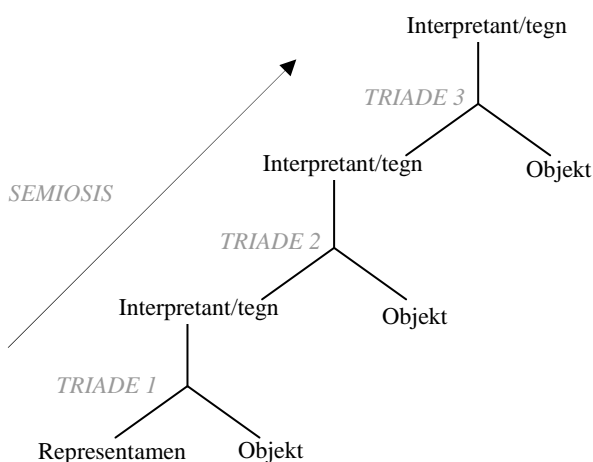 Interpretant/tegn
TRIADE 3
Interpretant/tegn
Objekt
SEMIOSIS
TRIADE 2
Interpretant/tegn
Objekt
TRIADE 1
Representamen
Objekt